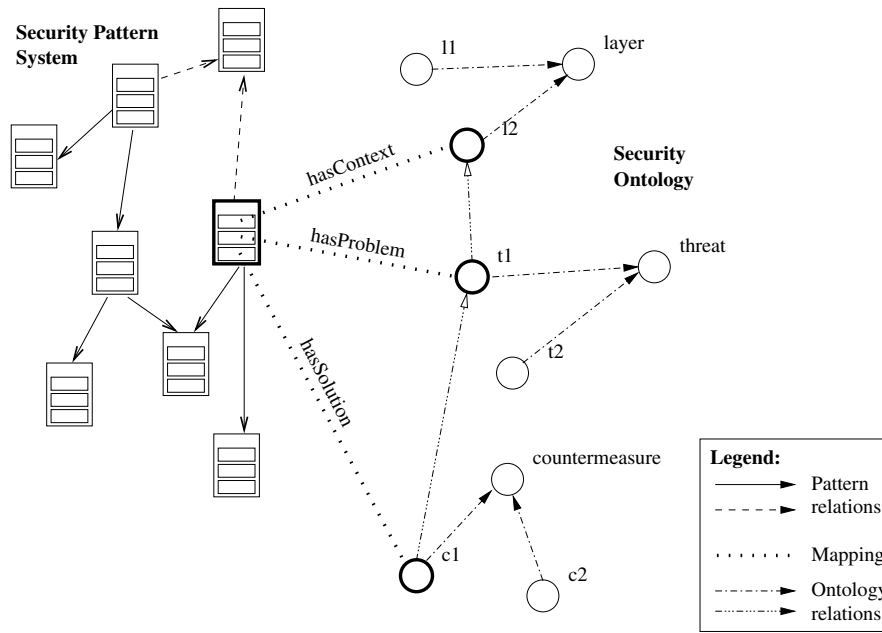 Security Pattern
System
l1
layer
l2
hasContext
Security
Ontology
hasProblem
t1
threat
t2
hasSolution
countermeasure
c1
c2
Legend:
Pattern
relations
Mapping
Ontology
relations